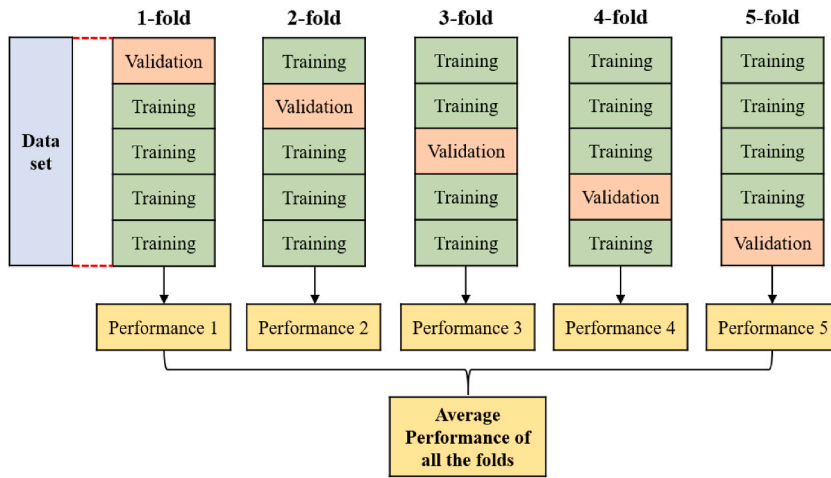 1-fold 2-fold 3-fold 4-fold 5-fold
Validation Training Training Training Training
Training Validation Training Training Training
Data
set
Training Training Validation Training Training
Training Training Training Validation Training
Training Training Training Training Validation
Performance 1 Performance 2 Performance 3 Performance 4 Performance 5
Average
Performance of
all the folds